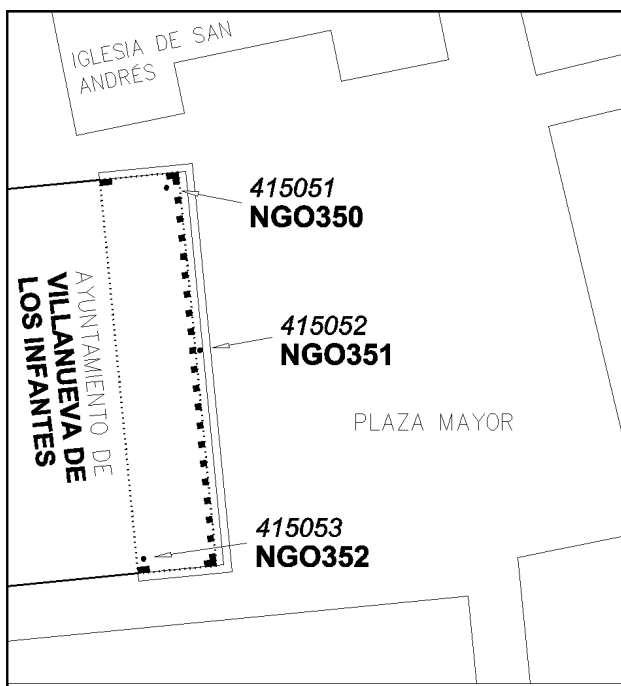 IGLESIA DE SAN
ANDRÉS
415051
NGO350
AYUNTAMIENTO DE
VILLANUEVA DE
LOS INFANTES
415052
NGO351
PLAZA MAYOR
415053
NGO352